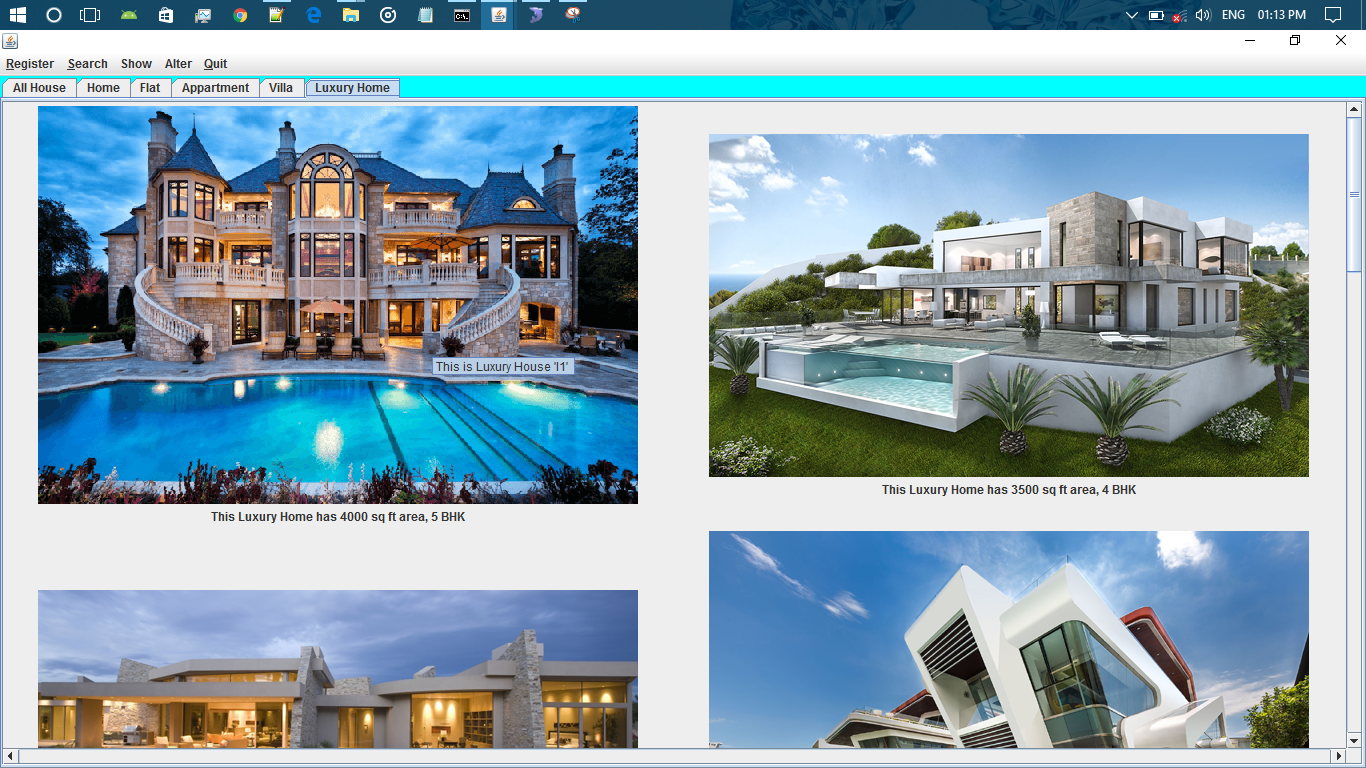 ENG 01:13 PM
Register Search Show Alter Quit
All House Home Flat Appartment Villa Luxury Home
This is Luxury House 'l1'
This Luxury Home has 3500 sq ft area, 4 BHK
This Luxury Home has 4000 sq ft area, 5 BHK